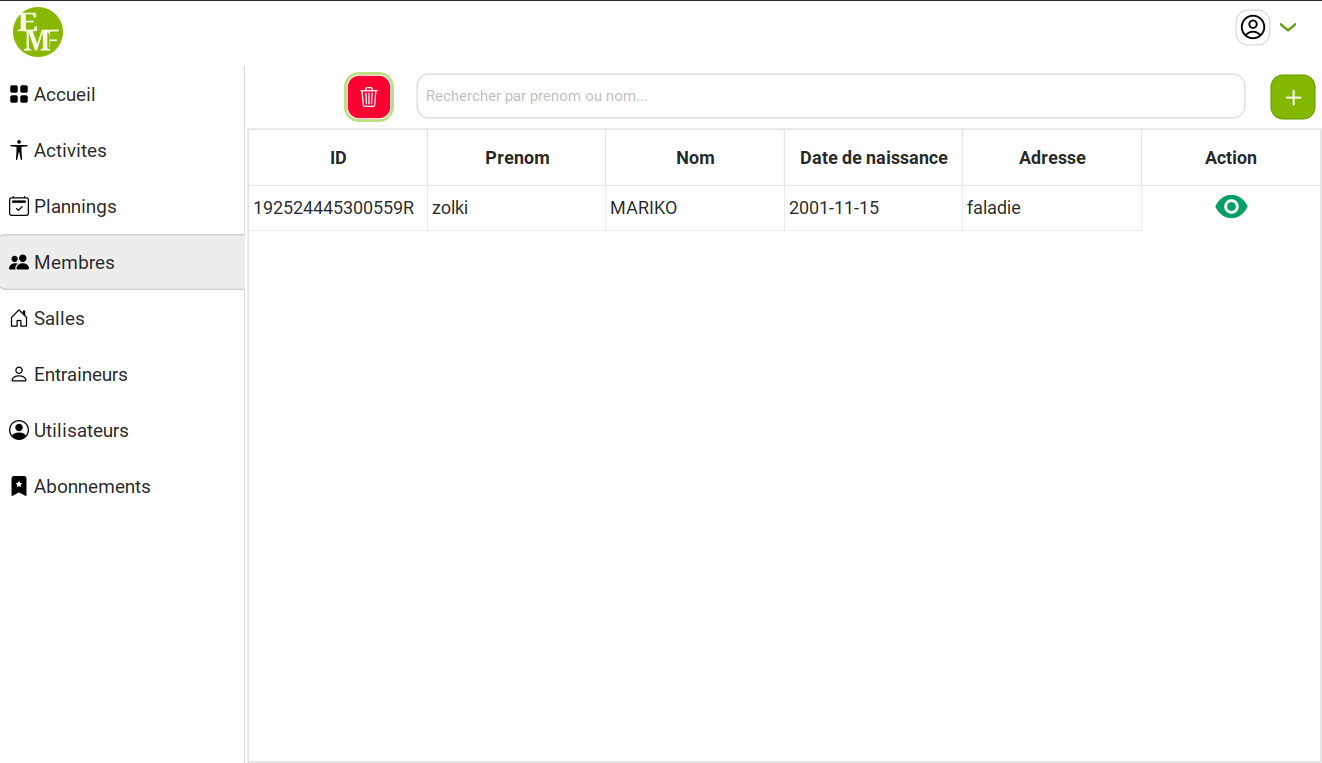 EMF
Accueil
Activites
Plannings
Membres
Salles
Entraineurs
Utilisateurs
Abonnements
Rechercher par prenom ou nom...
ID Prenom Nom Date de naissance Adresse Action
192524445300559R zolki MARIKO 2001-11-15 faladie